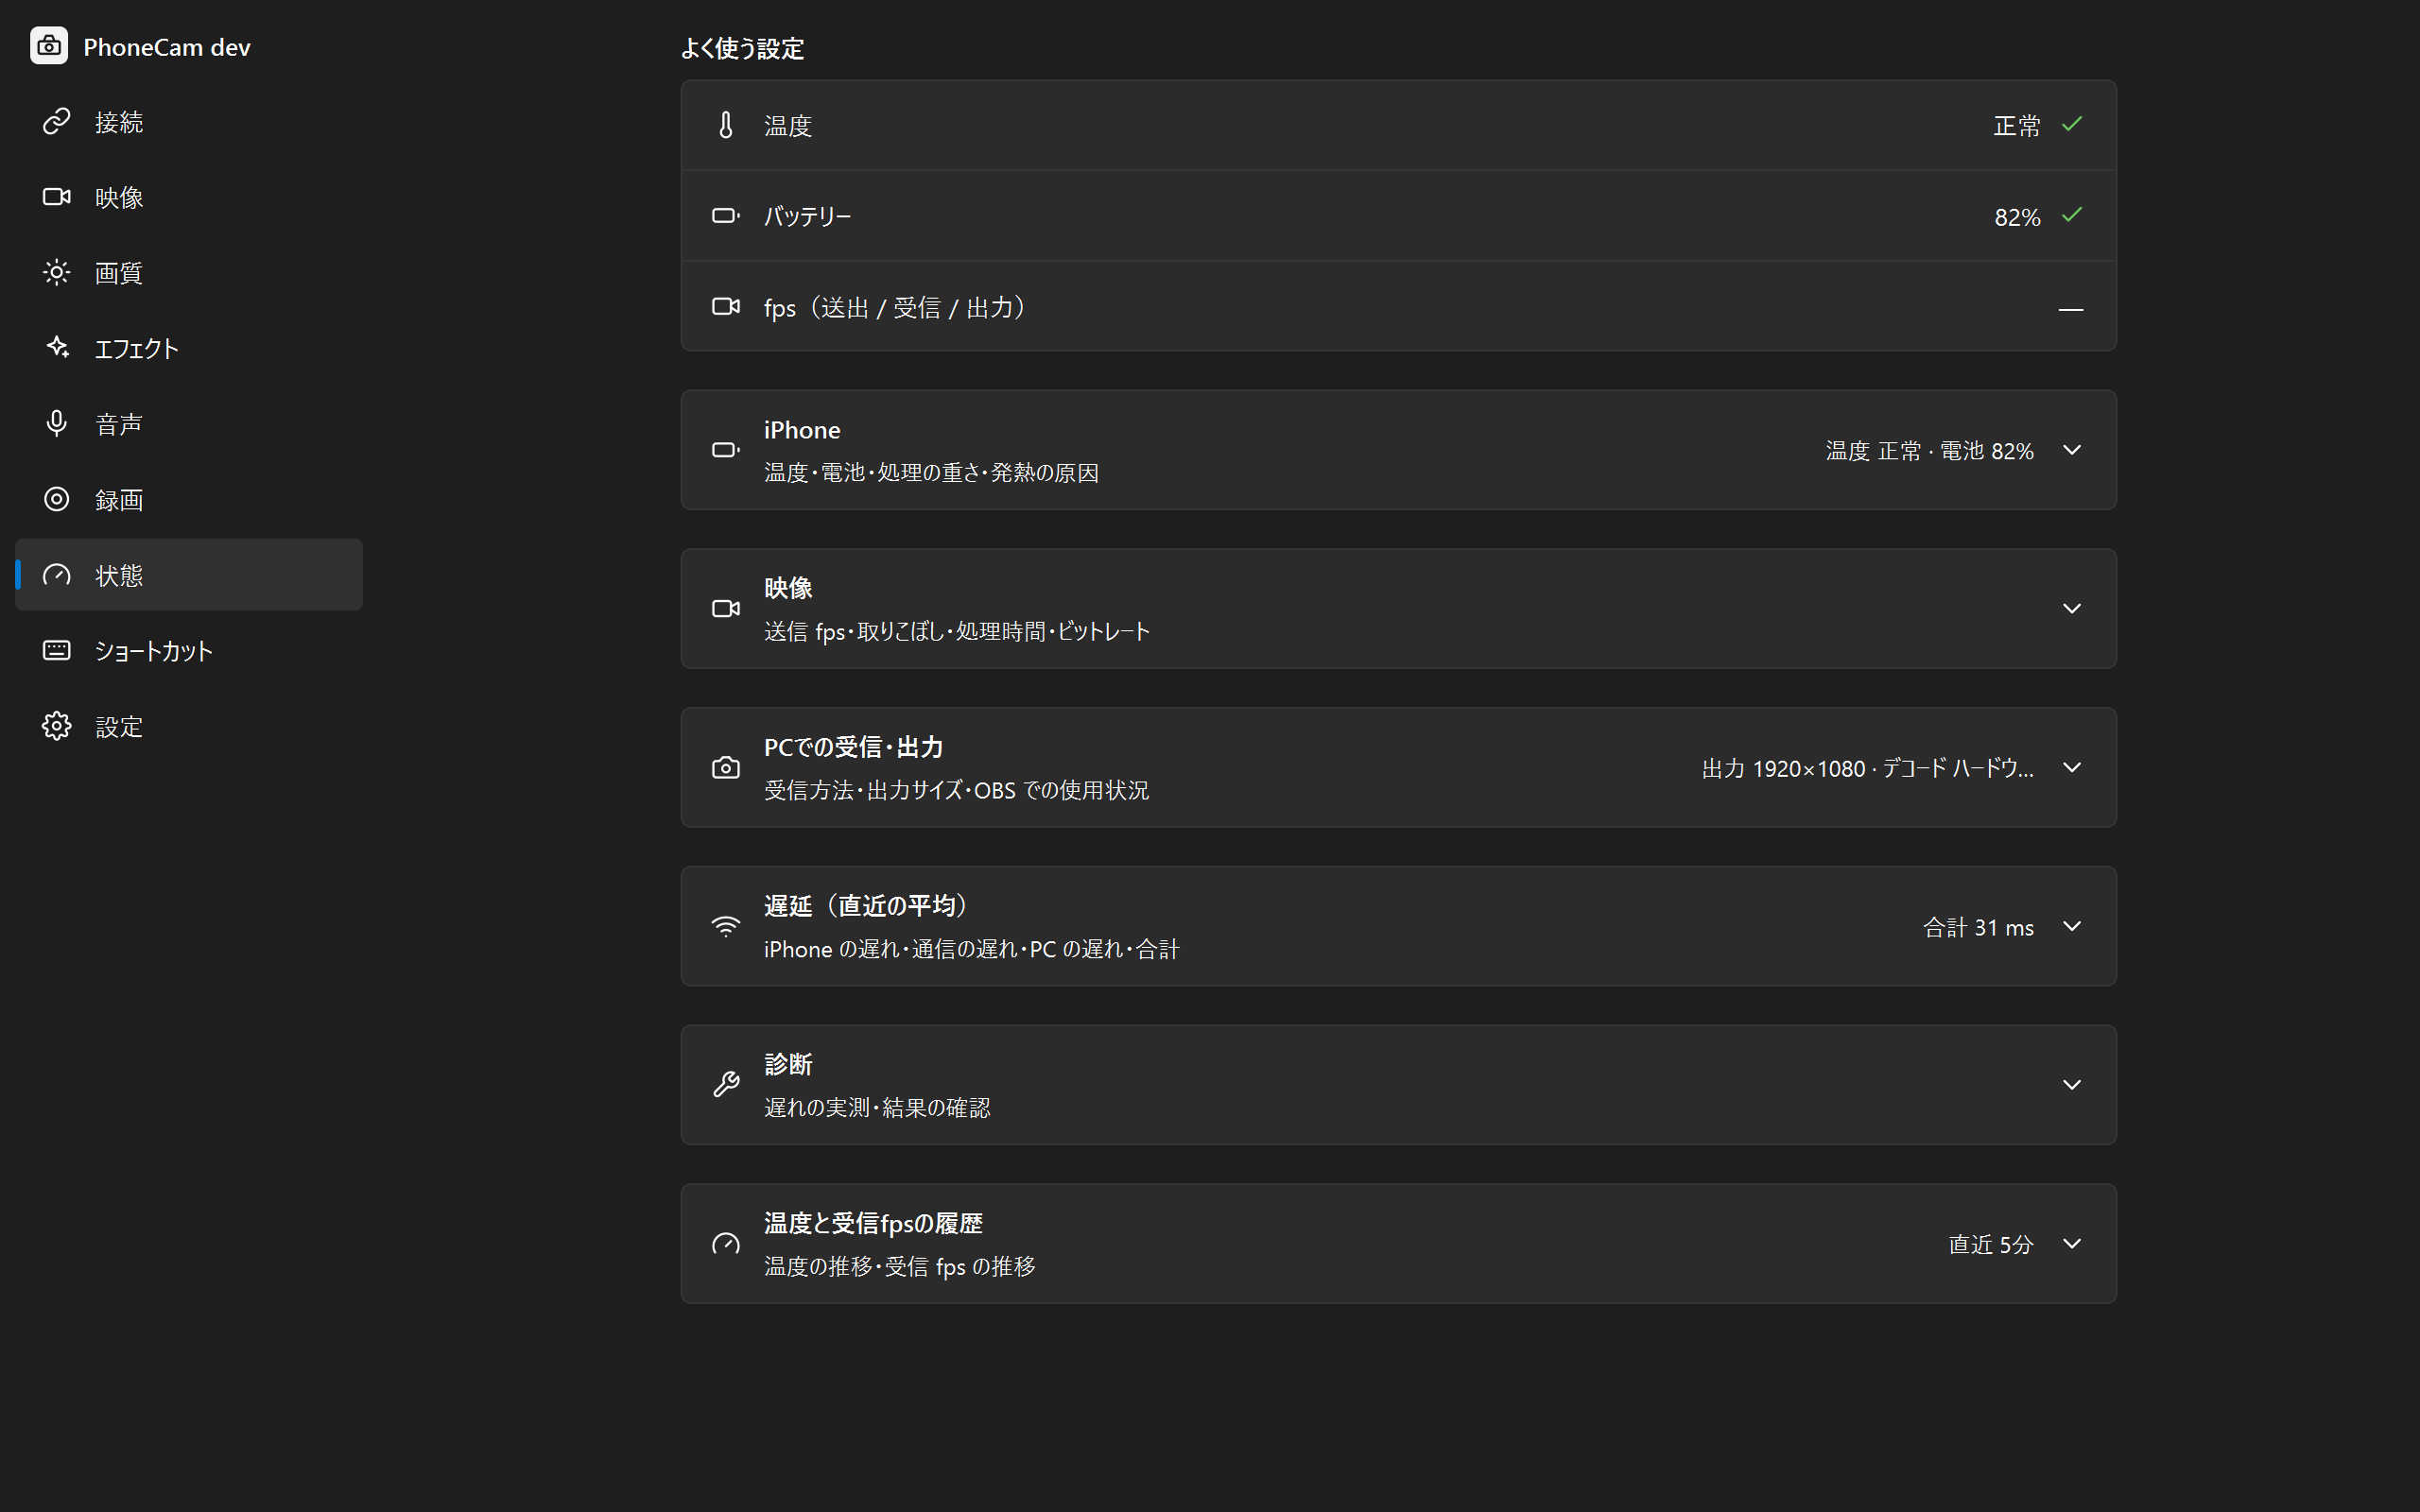 PhoneCam dev
接続
映像
画質
エフェクト
音声
録画
状態
ショートカット
設定
よく使う設定
温度 正常
バッテリー 82%
fps（送出 / 受信 / 出力） —
iPhone
温度・電池・処理の重さ・発熱の原因
温度 正常 · 電池 82%
映像
送信 fps・取りこぼし・処理時間・ビットレート
PCでの受信・出力
受信方法・出力サイズ・OBS での使用状況
出力 1920×1080 · デコード ハードウ...
遅延（直近の平均）
iPhone の遅れ・通信の遅れ・PC の遅れ・合計
合計 31 ms
診断
遅れの実測・結果の確認
温度と受信fpsの履歴
温度の推移・受信 fps の推移
直近 5分